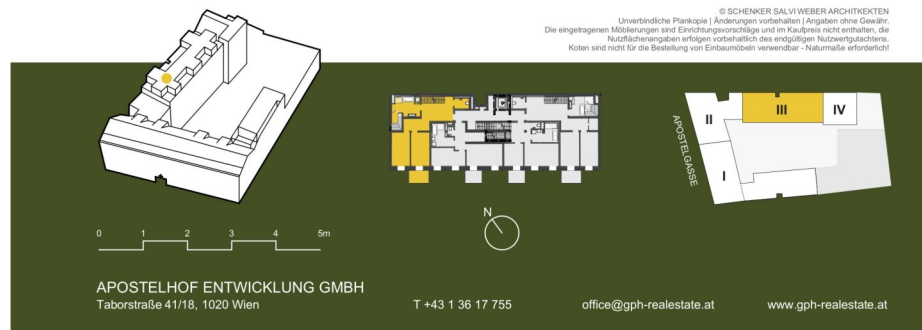 © SCHENKER SALVI WEBER ARCHITKEKTEN
Unverbindliche Plankopie | Änderungen vorbehalten | Angaben ohne Gewähr.
Die eingetragenen Möblierungen sind Einrichtungsvorschläge und im Kaufpreis nicht enthalten, die
Nutzflächenangaben erfolgen vorbehaltlich des endgültigen Nutzwertgutachtens.
Koten sind nicht für die Bestellung von Einbaumöbeln verwendbar - Naturmaße erforderlich!
II
III
IV
APOSTELGASSE
I
N
0 1 2 3 4 5m
APOSTELHOF ENTWICKLUNG GMBH
Taborstraße 41/18, 1020 Wien
T +43 1 36 17 755
office@gph-realestate.at
www.gph-realestate.at